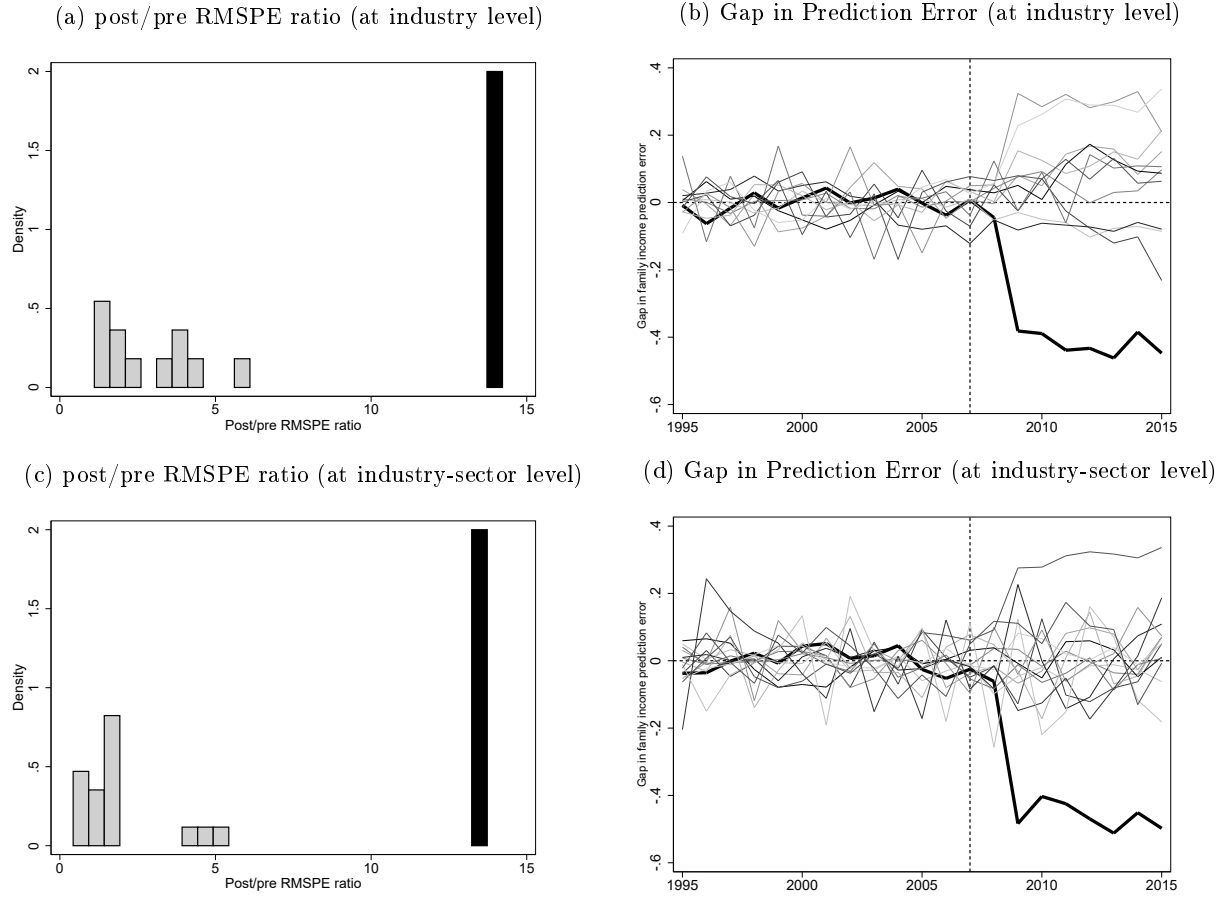 (a) post/pre RMSPE ratio (at industry level)
2
1.5
1
.5
0
Density
0 5 10 15
Post/pre RMSPE ratio
(b) Gap in Prediction Error (at industry level)
.4
.2
0
-.2
-.4
-.6
Gap in family income prediction error
1995 2000 2005 2010 2015
(c) post/pre RMSPE ratio (at industry-sector level)
2
1.5
1
.5
0
Density
0 5 10 15
Post/pre RMSPE ratio
(d) Gap in Prediction Error (at industry-sector level)
.4
.2
0
-.2
-.4
-.6
Gap in family income prediction error
1995 2000 2005 2010 2015